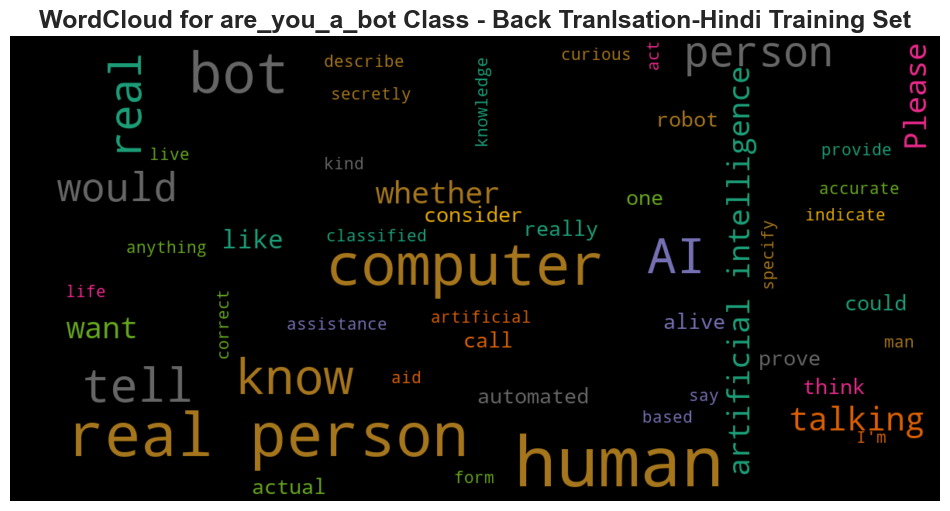 WordCloud for are_you_a_bot Class - Back Tranlsation-Hindi Training Set
real
bot
describe
secretly
knowledge
curious
act
person
Please
live
kind
robot
artificial intelligence
provide
would
whether
one
accurate
consider
indicate
anything
like
classified
really
computer
AI
specify
life
correct
want
assistance
artificial
call
alive
could
man
prove
tell
know
aid
automated
say
think
based
talking
I'm
real person
human
actual
form